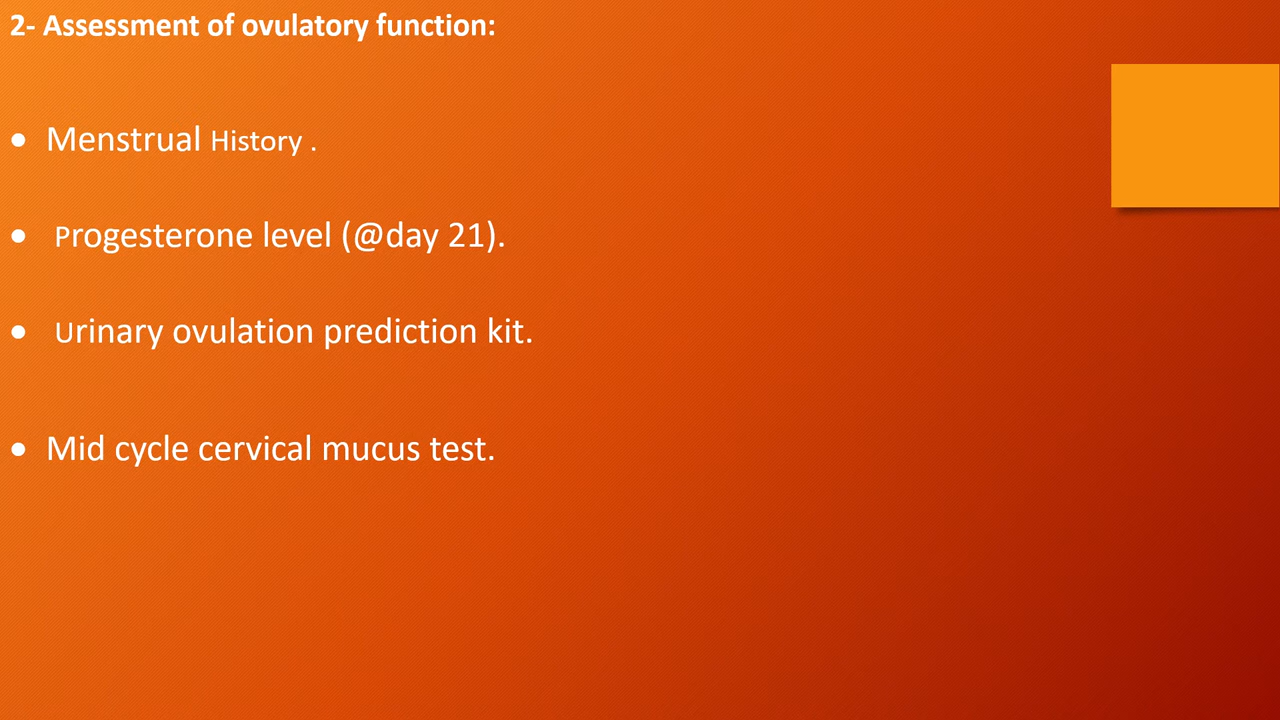 2- Assessment of ovulatory function:
• Menstrual History .
• Progesterone level (@day 21).
• Urinary ovulation prediction kit.
• Mid cycle cervical mucus test.